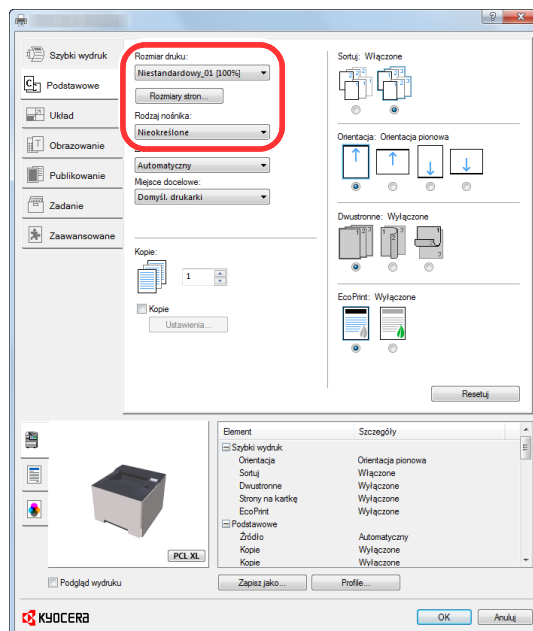 Szybki wydruk
Podstawowe
Układ
Obrazowanie
Publikowanie
Zadanie
Zaawansowane
Rozmiar druku:
Niestandardowy_01 [100%]
Rozmiary stron...
Rodzaj nośnika:
Nieokreślone
Automatyczny
Miejsce docelowe:
Domyśl. drukarki
Kopie:
1
Kopie
Ustawienia...
Sortuj: Włączone
Orientacja: Orientacja pionowa
Dwustronne: Wyłączone
EcoPrint: Wyłączone
Resetuj
PCL XL
Podgląd wydruku
Element Szczegóły
Szybki wydruk
Orientacja Orientacja pionowa
Sortuj Włączone
Dwustronne Wyłączone
Strony na kartkę Wyłączone
EcoPrint Wyłączone
Podstawowe
Źródło Automatyczny
Kopie Wyłączone
Kopie Wyłączone
Zapisz jako... Profile...
KYOCERA
OK Anuluj